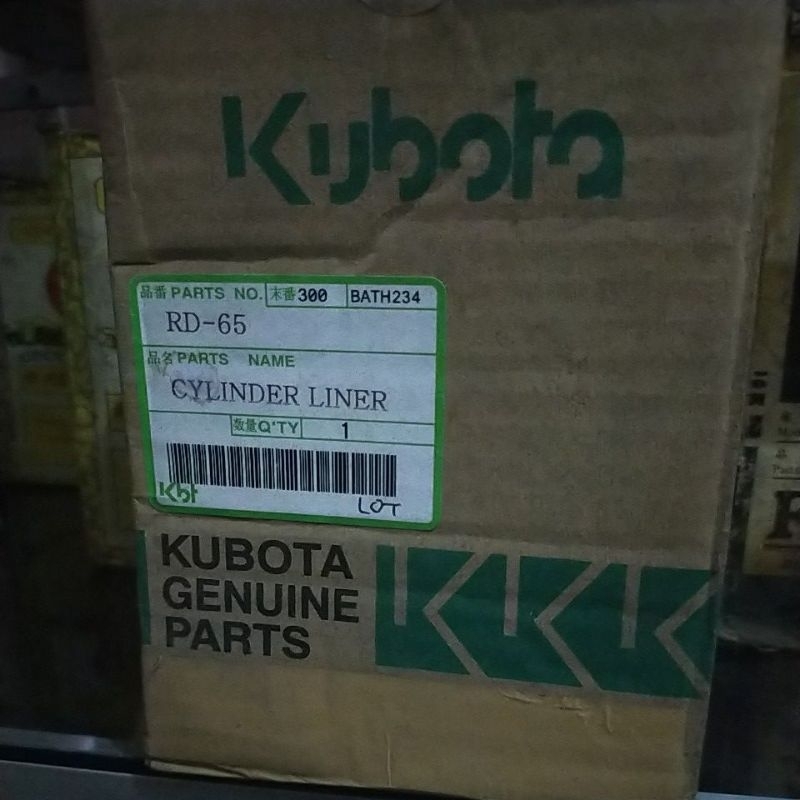 Kubota
品番 PARTS NO. 末番 300 BATH234
RD-65
品名 PARTS NAME
CYLINDER LINER
数量 Q'TY 1
Kbt
LOT
KUBOTA
GENUINE
PARTS